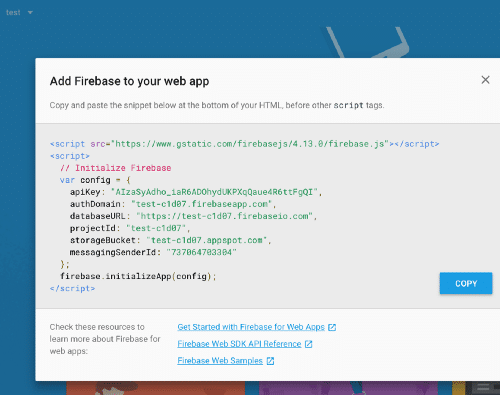 test
Add Firebase to your web app
Copy and paste the snippet below at the bottom of your HTML, before other script tags.
<script src="https://www.gstatic.com/firebasejs/4.13.0/firebase.js"></script>
<script>
// Initialize Firebase
var config = {
apiKey: "AIzaSyAdho_iaR6ADOhydUKPXqQaue4R6ttFgQI",
authDomain: "test-c1d07.firebaseapp.com",
databaseURL: "https://test-c1d07.firebaseio.com",
projectId: "test-c1d07",
storageBucket: "test-c1d07.appspot.com",
messagingSenderId: "737064703304"
};
firebase.initializeApp(config);
</script>
COPY
Check these resources to
learn more about Firebase for
web apps:
Get Started with Firebase for Web Apps
Firebase Web SDK API Reference
Firebase Web Samples